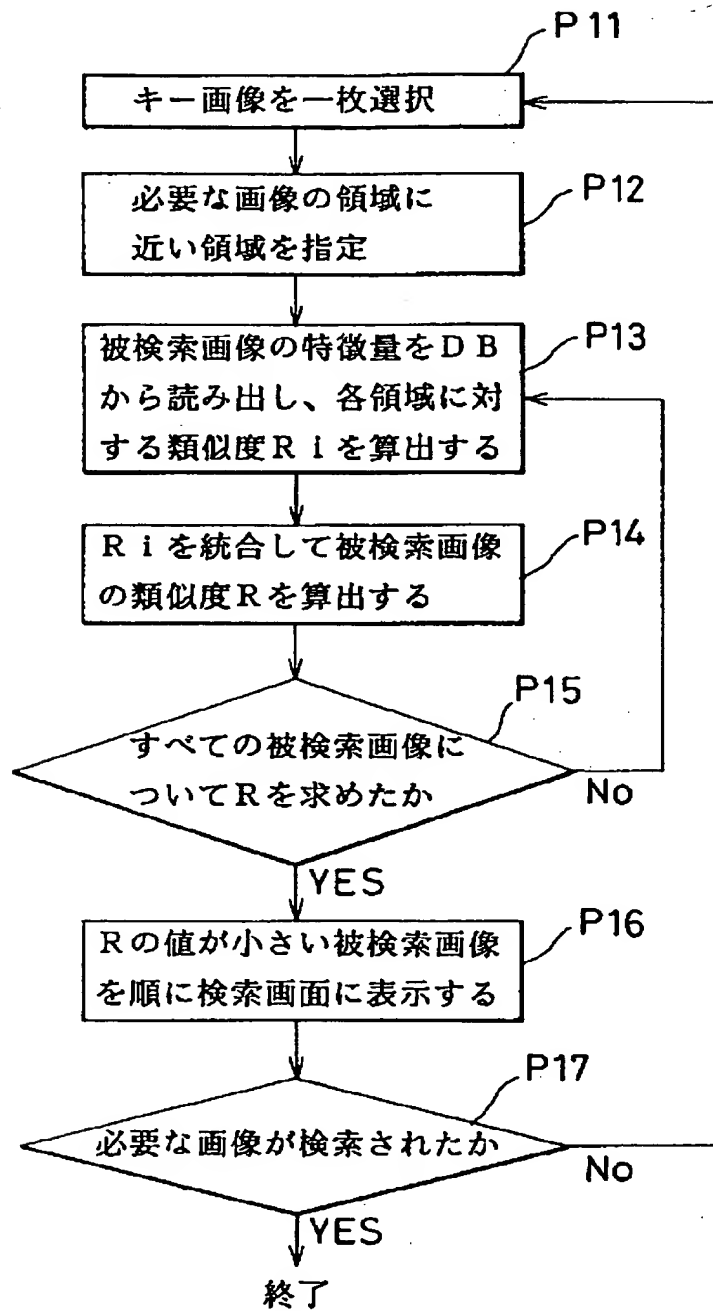 P11
キー画像を一枚選択
P12
必要な画像の領域に
近い領域を指定
P13
被検索画像の特徴量をDB
から読み出し、各領域に対
する類似度Riを算出する
P14
Riを統合して被検索画像
の類似度Rを算出する
P15
すべての被検索画像に
ついてRを求めたか
No
YES
P16
Rの値が小さい被検索画像
を順に検索画面に表示する
P17
必要な画像が検索されたか
No
YES
終了